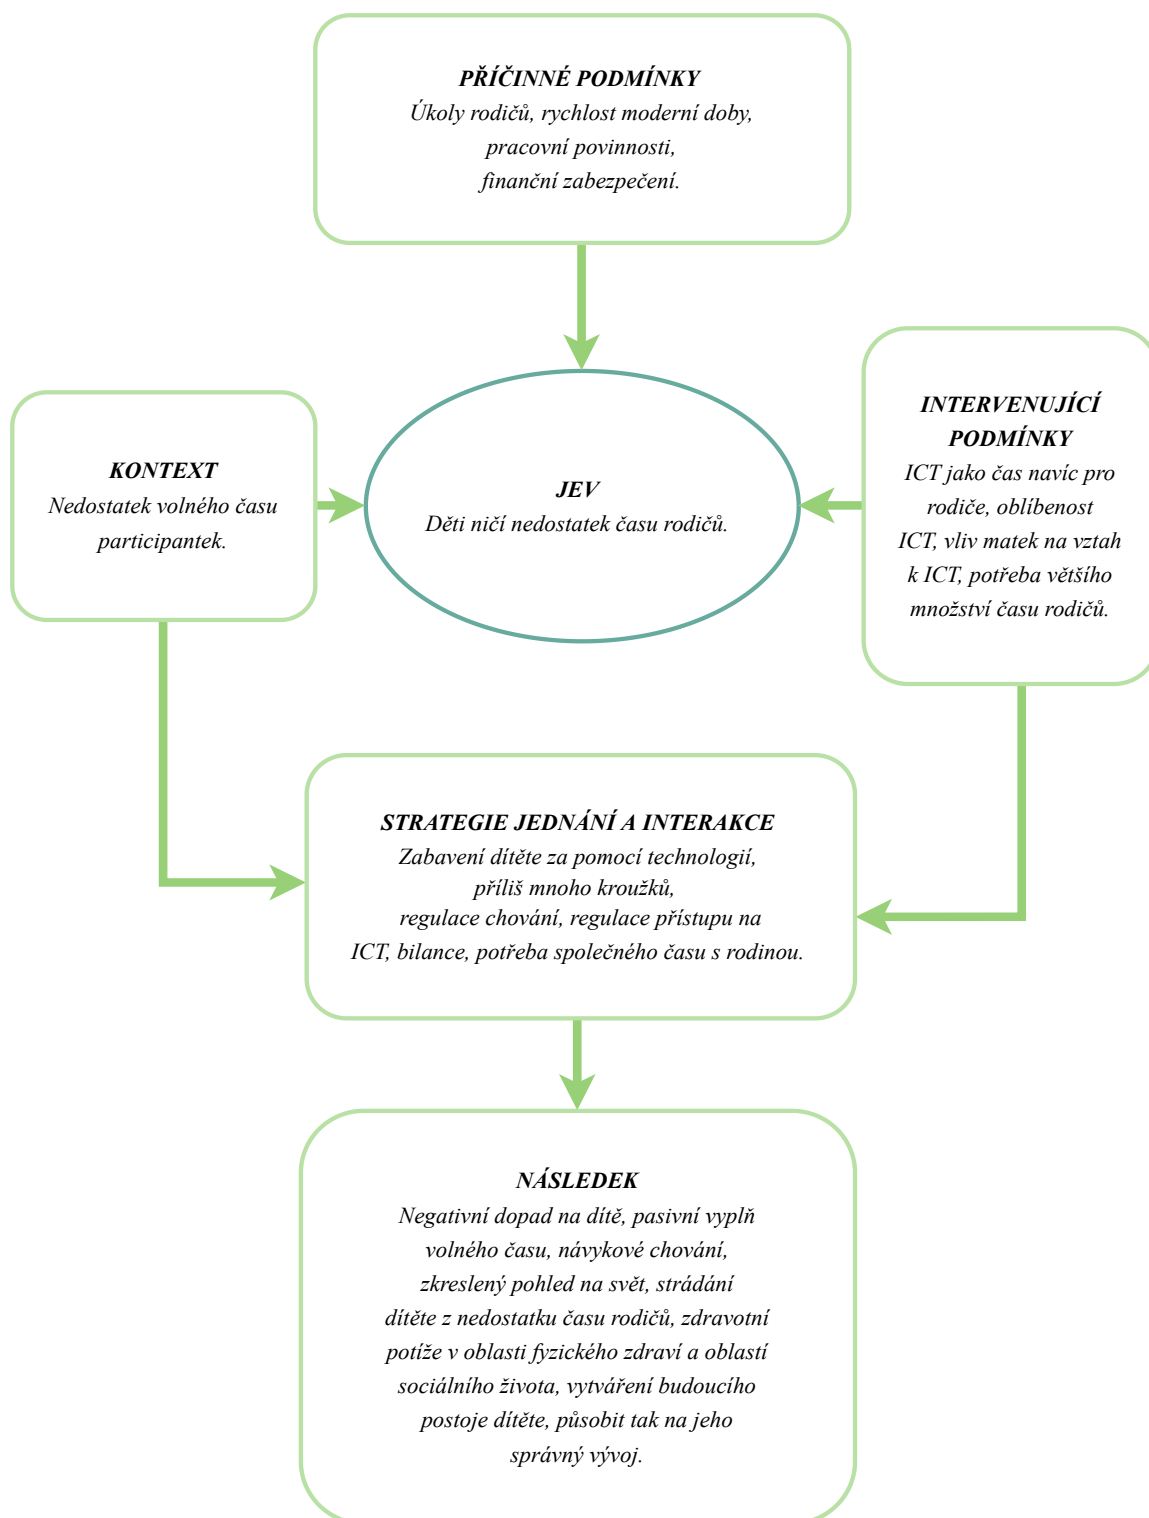 PŘÍČINNÉ PODMÍNKY
Úkoly rodičů, rychlost moderní doby,
pracovní povinnosti,
finanční zabezpečení.
KONTEXT
Nedostatek volného času
participantek.
JEV
Děti ničí nedostatek času rodičů.
INTERVENUJÍCÍ
PODMÍNKY
ICT jako čas navíc pro
rodiče, oblíbenost
ICT, vliv matek na vztah
k ICT, potřeba většího
množství času rodičů.
STRATEGIE JEDNÁNÍ A INTERAKCE
Zabavení dítěte za pomocí technologií,
příliš mnoho kroužků,
regulace chování, regulace přístupu na
ICT, bilance, potřeba společného času s rodinou.
NÁSLEDEK
Negativní dopad na dítě, pasivní vyplň
volného času, návykové chování,
zkreslený pohled na svět, strádání
dítěte z nedostatku času rodičů, zdravotní
potíže v oblasti fyzického zdraví a oblastí
sociálního života, vytváření budoucího
postoje dítěte, působit tak na jeho
správný vývoj.